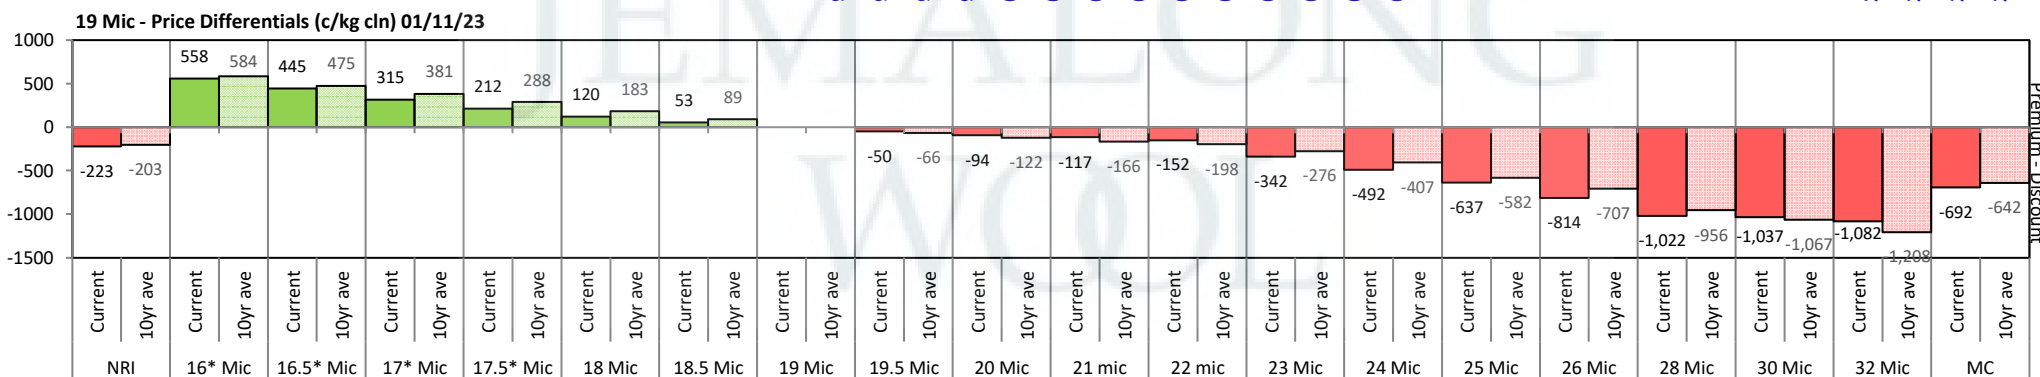 19 Mic - Price Differentials (c/kg cln) 01/11/23
JEMALONG
WOOL
1000
500
0
-500
-1000
-1500
558 584 445 475 315 381 212 288 120 183 53 89
-223 -203 -50 -66 -94 -122 -117 -166 -152 -198 -342 -276 -492 -407 -637 -582 -814 -707 -1,022 -956 -1,037 -1,067 -1,082 -1,208 -692 -642
Premium - Discount
Current 10yr ave Current 10yr ave Current 10yr ave Current 10yr ave Current 10yr ave Current 10yr ave Current 10yr ave Current 10yr ave Current 10yr ave Current 10yr ave Current 10yr ave Current 10yr ave Current 10yr ave Current 10yr ave Current 10yr ave Current 10yr ave Current 10yr ave Current 10yr ave Current 10yr ave Current 10yr ave
NRI 16* Mic 16.5* Mic 17* Mic 17.5* Mic 18 Mic 18.5 Mic 19 Mic 19.5 Mic 20 Mic 21 mic 22 mic 23 Mic 24 Mic 25 Mic 26 Mic 28 Mic 30 Mic 32 Mic MC